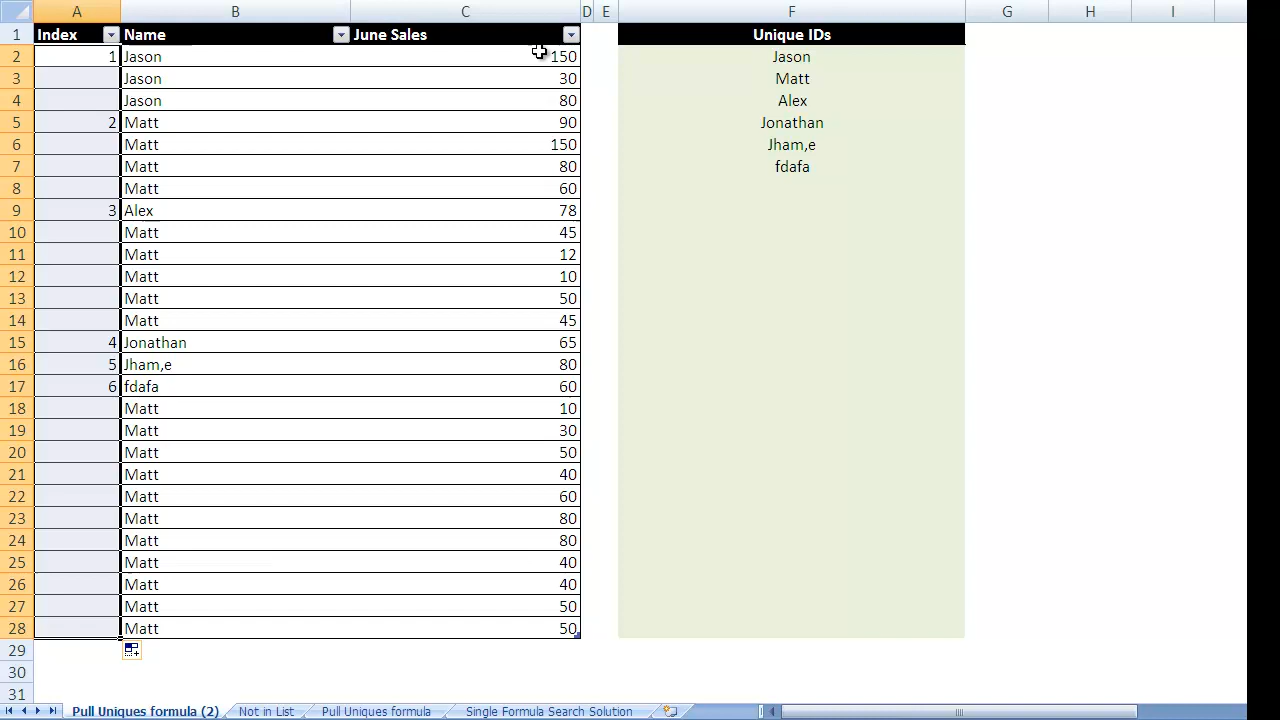 A B C D E F G H I
1 Index Name June Sales Unique IDs
2 1 Jason 150 Jason
3 Jason 30 Matt
4 Jason 80 Alex
5 2 Matt 90 Jonathan
6 Matt 150 Jham,e
7 Matt 80 fdafa
8 Matt 60
9 3 Alex 78
10 Matt 45
11 Matt 12
12 Matt 10
13 Matt 50
14 Matt 45
15 4 Jonathan 65
16 5 Jham,e 80
17 6 fdafa 60
18 Matt 10
19 Matt 30
20 Matt 50
21 Matt 40
22 Matt 60
23 Matt 80
24 Matt 80
25 Matt 40
26 Matt 40
27 Matt 50
28 Matt 50
29
30
31
Pull Uniques formula (2) Not in List Pull Uniques formula Single Formula Search Solution